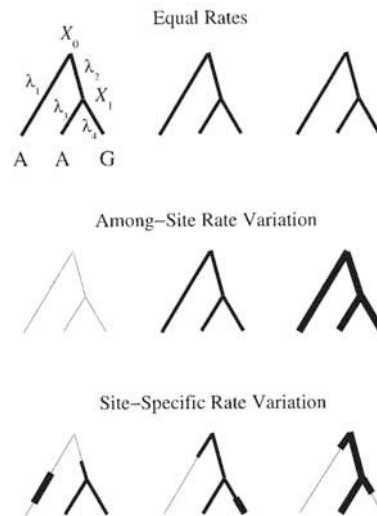 Equal Rates
X₀
λ₁ λ₂
λ₃ X₁
λ₄
A A G
Among−Site Rate Variation
Site−Specific Rate Variation